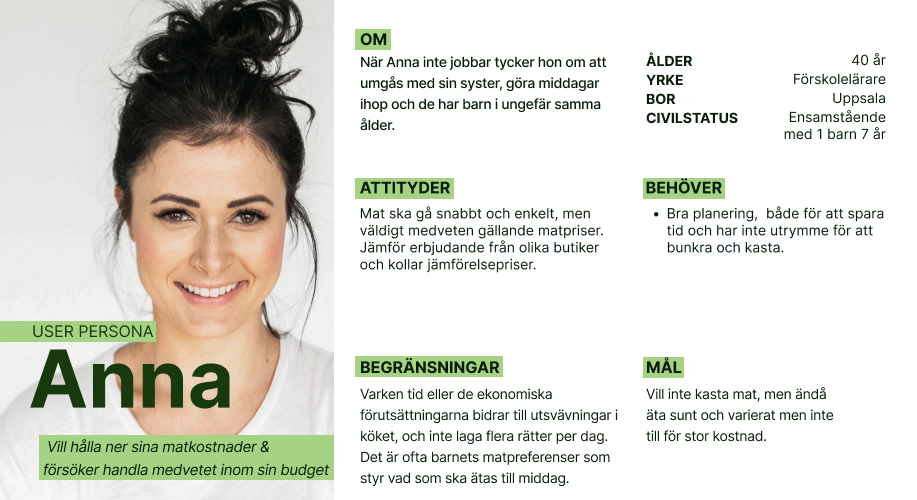 USER PERSONA
Anna
Vill hålla ner sina matkostnader &
försöker handla medvetet inom sin budget
OM
När Anna inte jobbar tycker hon om att
umgås med sin syster, göra middagar
ihop och de har barn i ungefär samma
ålder.
ÅLDER 40 år
YRKE Förskolelärare
BOR Uppsala
CIVILSTATUS Ensamstående
med 1 barn 7 år
ATTITYDER
Mat ska gå snabbt och enkelt, men
väldigt medveten gällande matpriser.
Jämför erbjudande från olika butiker
och kollar jämförelsepriser.
BEHÖVER
• Bra planering, både för att spara
tid och har inte utrymme för att
bunkra och kasta.
BEGRÄNSNINGAR
Varken tid eller de ekonomiska
förutsättningarna bidrar till utsvävningar i
köket, och inte laga flera rätter per dag.
Det är ofta barnets matpreferenser som
styr vad som ska ätas till middag.
MÅL
Vill inte kasta mat, men ändå
äta sunt och varierat men inte
till för stor kostnad.